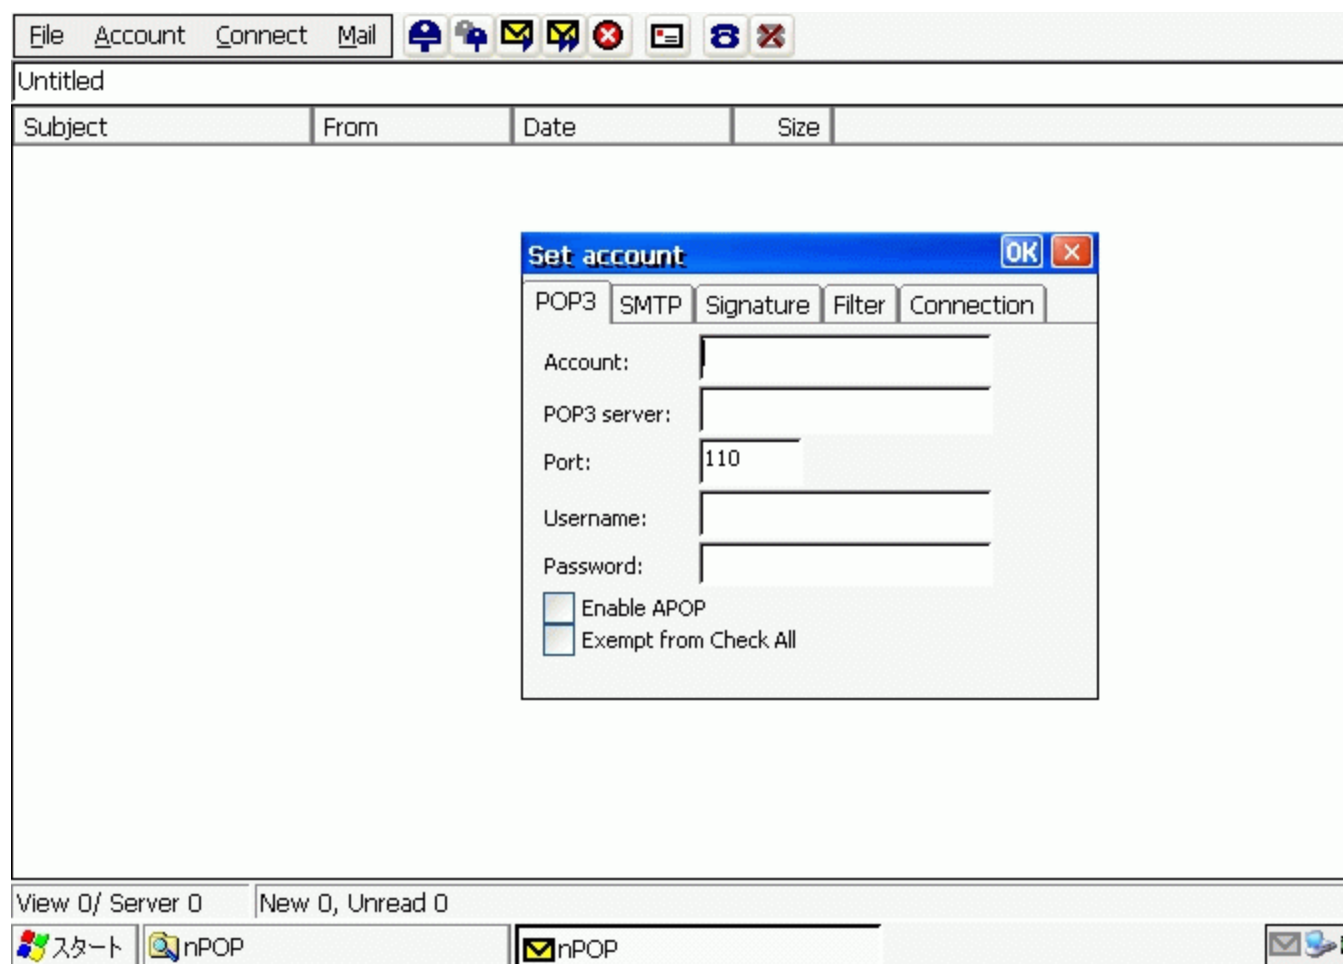 File Account Connect Mail
Untitled
Subject From Date Size
Set account OK
POP3 SMTP Signature Filter Connection
Account:
POP3 server:
Port: 110
Username:
Password:
Enable APOP
Exempt from Check All
View 0/ Server 0 New 0, Unread 0
スタート nPOP nPOP